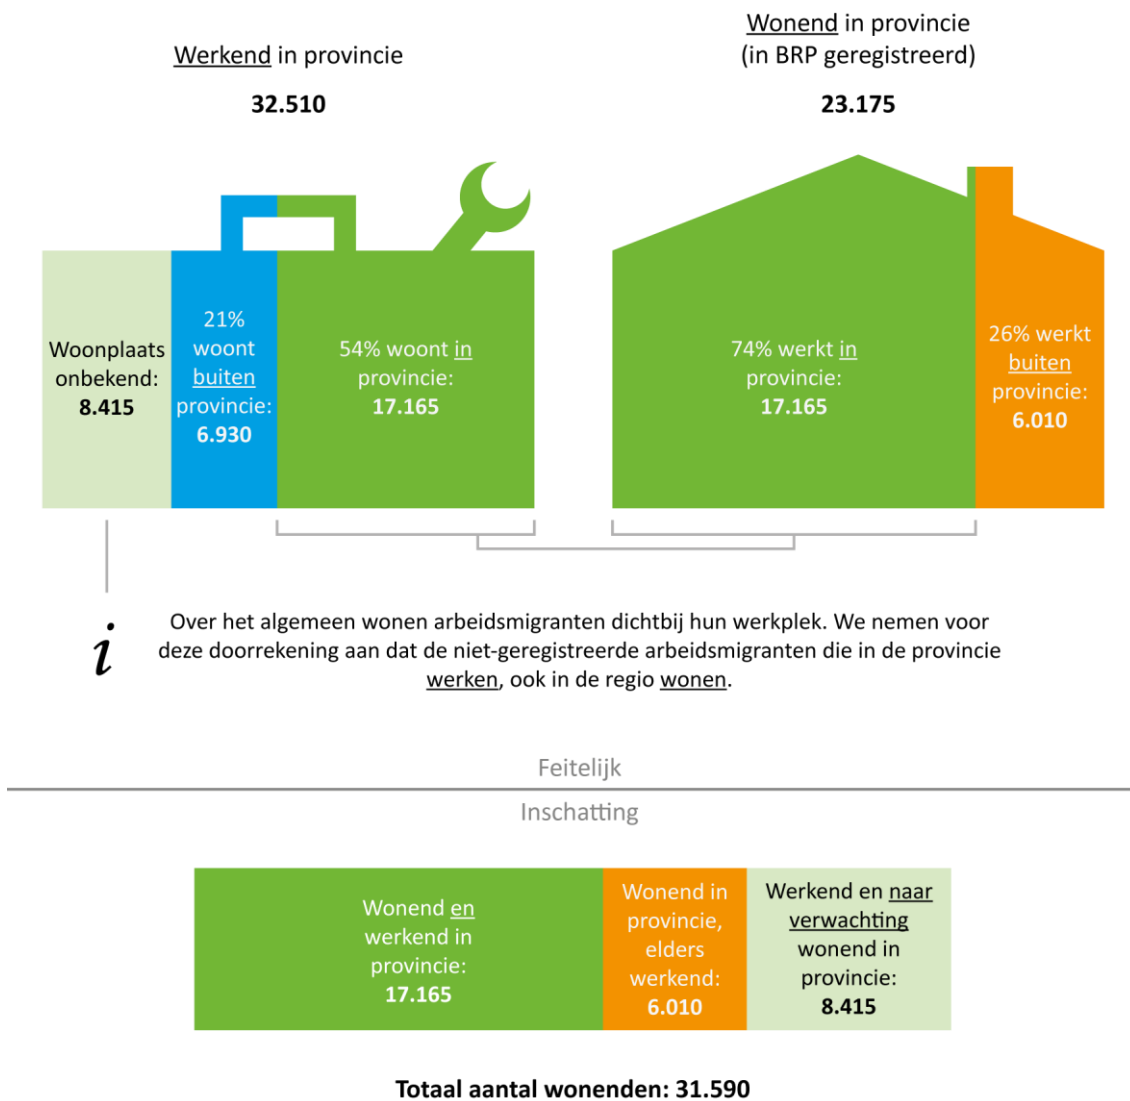 Werkend in provincie
32.510
Wonend in provincie
(in BRP geregistreerd)
23.175
Woonplaats
onbekend:
8.415
21%
woont
buiten
provincie:
6.930
54% woont in
provincie:
17.165
74% werkt in
provincie:
17.165
26% werkt
buiten
provincie:
6.010
i
Over het algemeen wonen arbeidsmigranten dichtbij hun werkplek. We nemen voor
deze doorrekening aan dat de niet-geregistreerde arbeidsmigranten die in de provincie
werken, ook in de regio wonen.
Feitelijk
Inschatting
Wonend en
werkend in
provincie:
17.165
Wonend in
provincie,
elders
werkend:
6.010
Werkend en naar
verwachting
wonend in
provincie:
8.415
Totaal aantal wonenden: 31.590